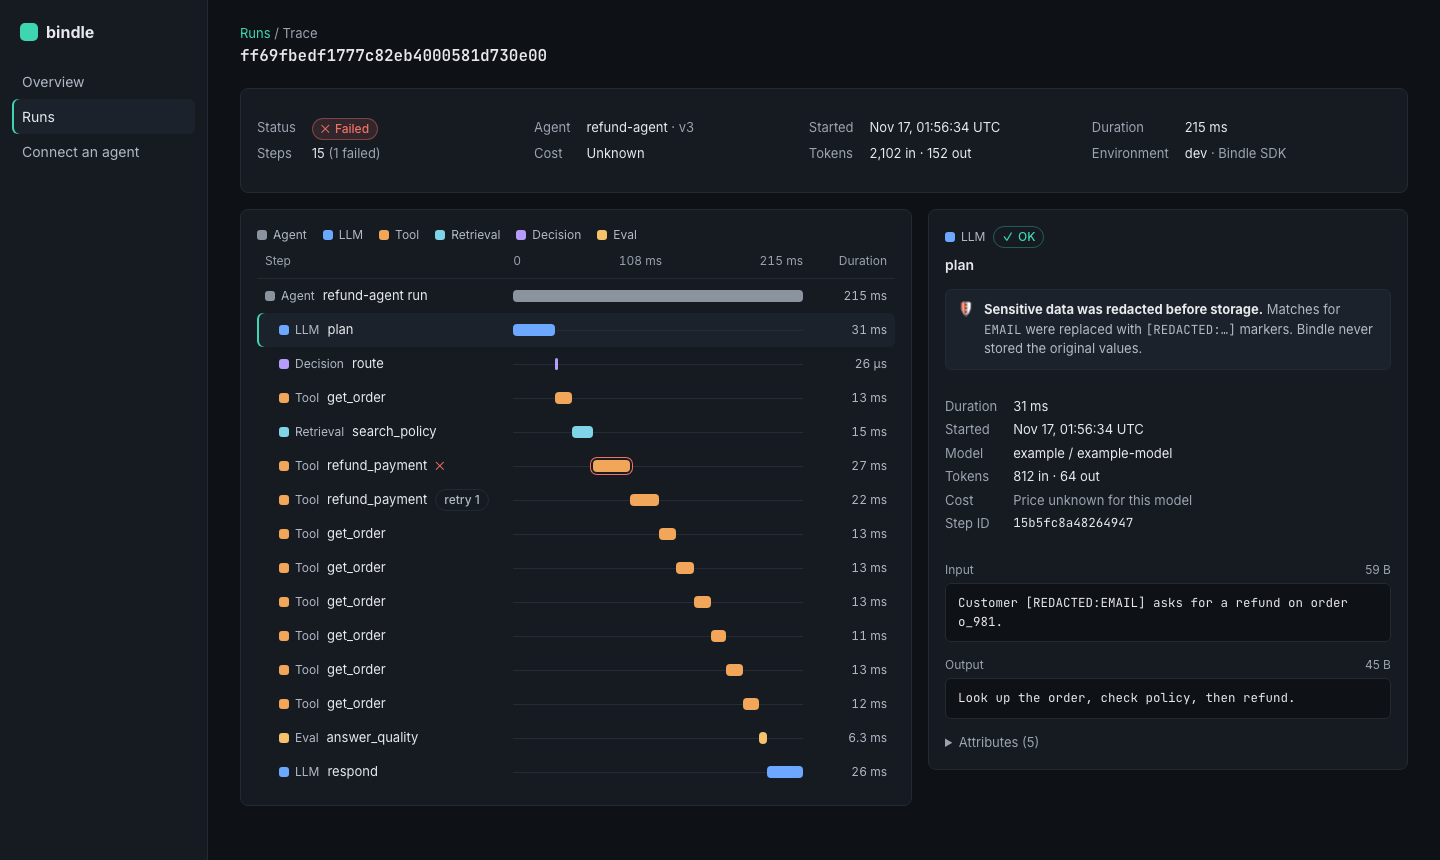 bindle
Overview
Runs
Connect an agent
Runs / Trace
ff69fbedf1777c82eb4000581d730e00
Status Failed Agent refund-agent · v3 Started Nov 17, 01:56:34 UTC Duration 215 ms
Steps 15 (1 failed) Cost Unknown Tokens 2,102 in · 152 out Environment dev · Bindle SDK
Agent LLM Tool Retrieval Decision Eval
Step 0 108 ms 215 ms Duration
Agent refund-agent run 215 ms
LLM plan 31 ms
Decision route 26 µs
Tool get_order 13 ms
Retrieval search_policy 15 ms
Tool refund_payment 27 ms
Tool refund_payment retry 1 22 ms
Tool get_order 13 ms
Tool get_order 13 ms
Tool get_order 13 ms
Tool get_order 11 ms
Tool get_order 13 ms
Tool get_order 12 ms
Eval answer_quality 6.3 ms
LLM respond 26 ms
LLM OK
plan
Sensitive data was redacted before storage. Matches for
EMAIL were replaced with [REDACTED:…] markers. Bindle never
stored the original values.
Duration 31 ms
Started Nov 17, 01:56:34 UTC
Model example / example-model
Tokens 812 in · 64 out
Cost Price unknown for this model
Step ID 15b5fc8a48264947
Input 59 B
Customer [REDACTED:EMAIL] asks for a refund on order
o_981.
Output 45 B
Look up the order, check policy, then refund.
Attributes (5)